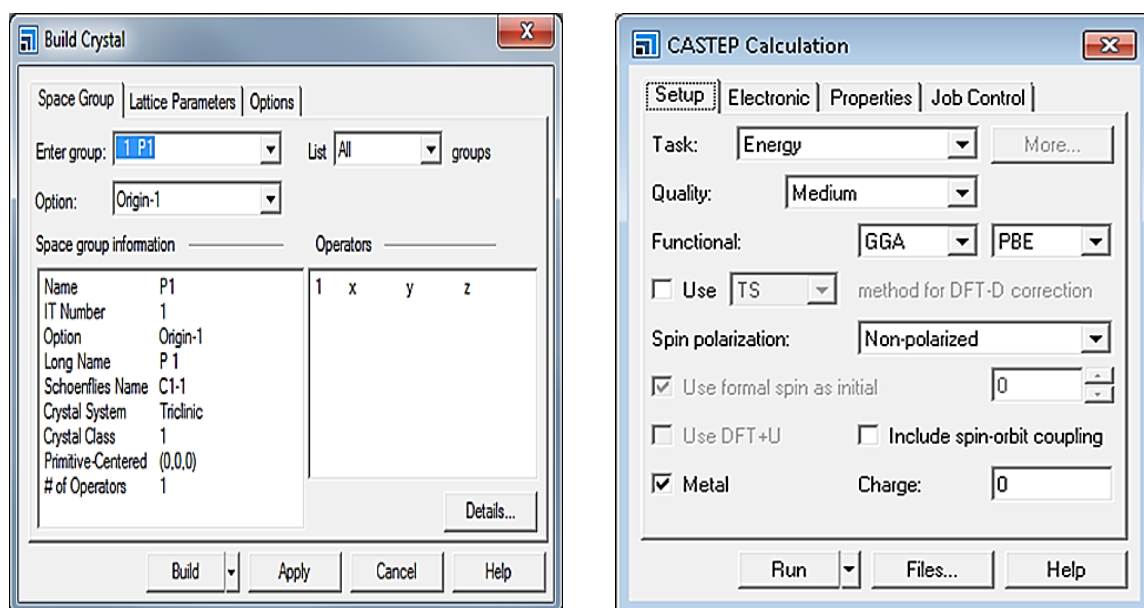 Build Crystal
Space Group Lattice Parameters Options
Enter group: 1 P1 List All groups
Option: Origin-1
Space group information Operators
Name P1 1 x y z
IT Number 1
Option Origin-1
Long Name P 1
Schoenflies Name C1-1
Crystal System Triclinic
Crystal Class 1
Primitive-Centered (0,0,0)
# of Operators 1
Details...
Build Apply Cancel Help
CASTEP Calculation
Setup Electronic Properties Job Control
Task: Energy More...
Quality: Medium
Functional: GGA PBE
Use TS method for DFT-D correction
Spin polarization: Non-polarized
Use formal spin as initial 0
Use DFT+U Include spin-orbit coupling
Metal Charge: 0
Run Files... Help